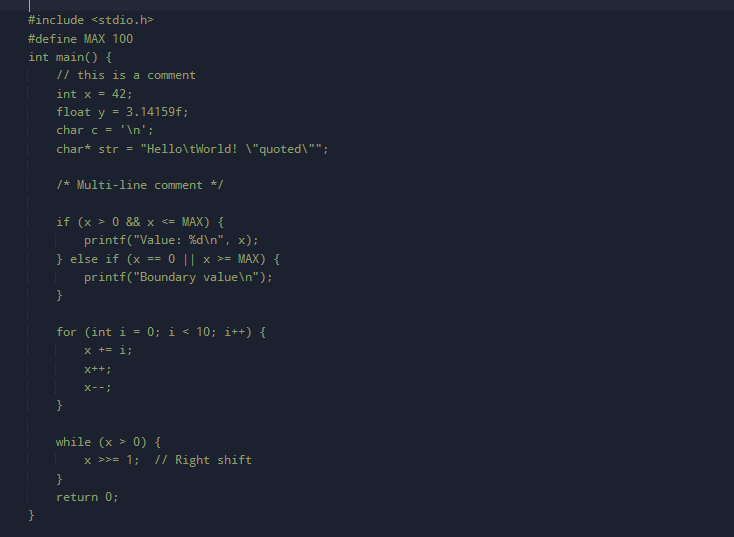 #include <stdio.h>
#define MAX 100
int main() {
    // this is a comment
    int x = 42;
    float y = 3.14159f;
    char c = '\n';
    char* str = "Hello\tWorld! \"quoted\"";

    /* Multi-line comment */

    if (x > 0 && x <= MAX) {
        printf("Value: %d\n", x);
    } else if (x == 0 || x >= MAX) {
        printf("Boundary value\n");
    }

    for (int i = 0; i < 10; i++) {
        x += i;
        x++;
        x--;
    }

    while (x > 0) {
        x >>= 1;  // Right shift
    }
    return 0;
}